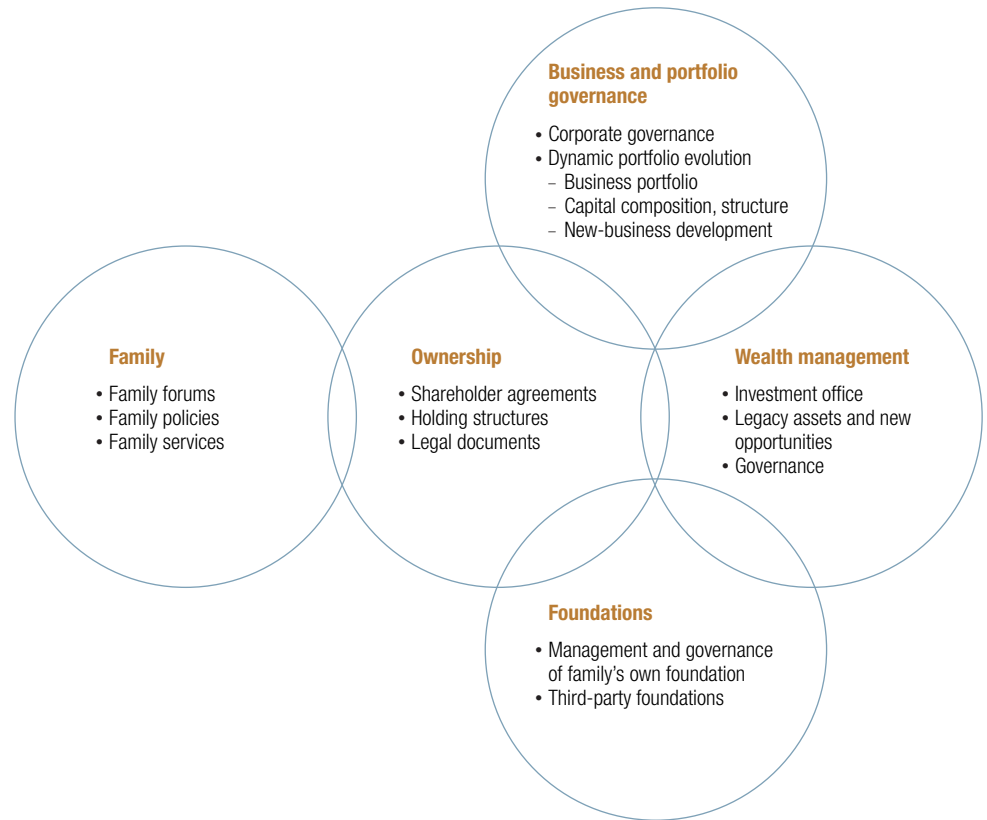 Business and portfolio
governance
• Corporate governance
• Dynamic portfolio evolution
– Business portfolio
– Capital composition, structure
– New-business development
Family
• Family forums
• Family policies
• Family services
Ownership
• Shareholder agreements
• Holding structures
• Legal documents
Wealth management
• Investment office
• Legacy assets and new
opportunities
• Governance
Foundations
• Management and governance
of family’s own foundation
• Third-party foundations